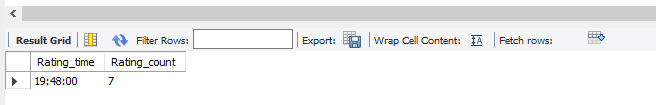 Result Grid Filter Rows: Export: Wrap Cell Content: Fetch rows:
Rating_time Rating_count
19:48:00 7